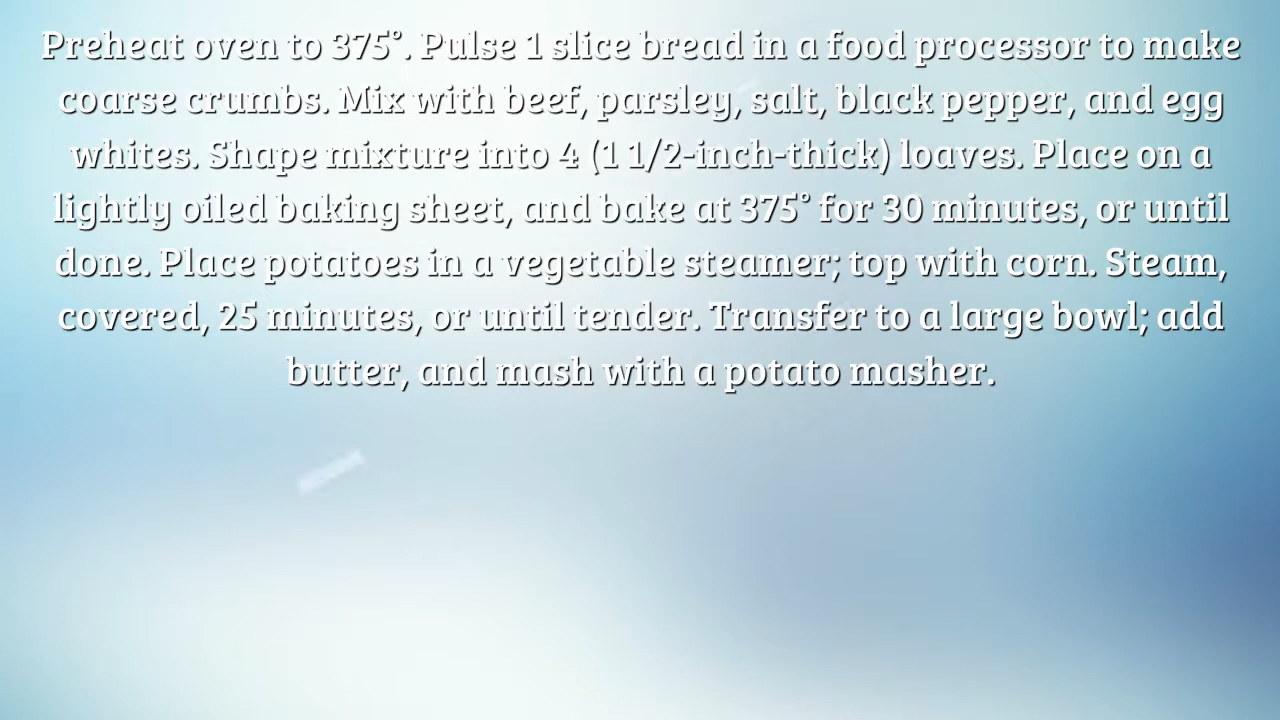 Preheat oven to 375°. Pulse 1 slice bread in a food processor to make
coarse crumbs. Mix with beef, parsley, salt, black pepper, and egg
whites. Shape mixture into 4 (1 1/2-inch-thick) loaves. Place on a
lightly oiled baking sheet, and bake at 375° for 30 minutes, or until
done. Place potatoes in a vegetable steamer; top with corn. Steam,
covered, 25 minutes, or until tender. Transfer to a large bowl; add
butter, and mash with a potato masher.